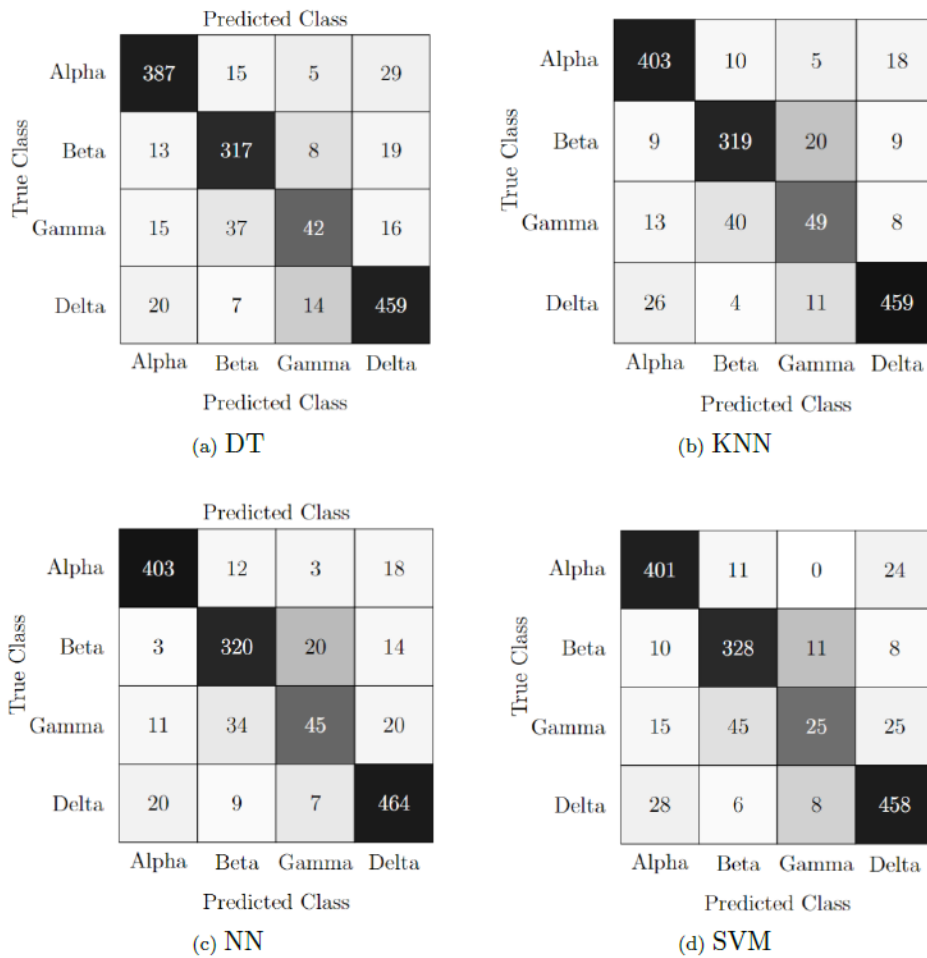 Predicted Class
True Class
Alpha 387 15 5 29
Beta 13 317 8 19
Gamma 15 37 42 16
Delta 20 7 14 459
Alpha Beta Gamma Delta
Predicted Class
(a) DT
True Class
Alpha 403 10 5 18
Beta 9 319 20 9
Gamma 13 40 49 8
Delta 26 4 11 459
Alpha Beta Gamma Delta
Predicted Class
(b) KNN
Predicted Class
True Class
Alpha 403 12 3 18
Beta 3 320 20 14
Gamma 11 34 45 20
Delta 20 9 7 464
Alpha Beta Gamma Delta
Predicted Class
(c) NN
True Class
Alpha 401 11 0 24
Beta 10 328 11 8
Gamma 15 45 25 25
Delta 28 6 8 458
Alpha Beta Gamma Delta
Predicted Class
(d) SVM